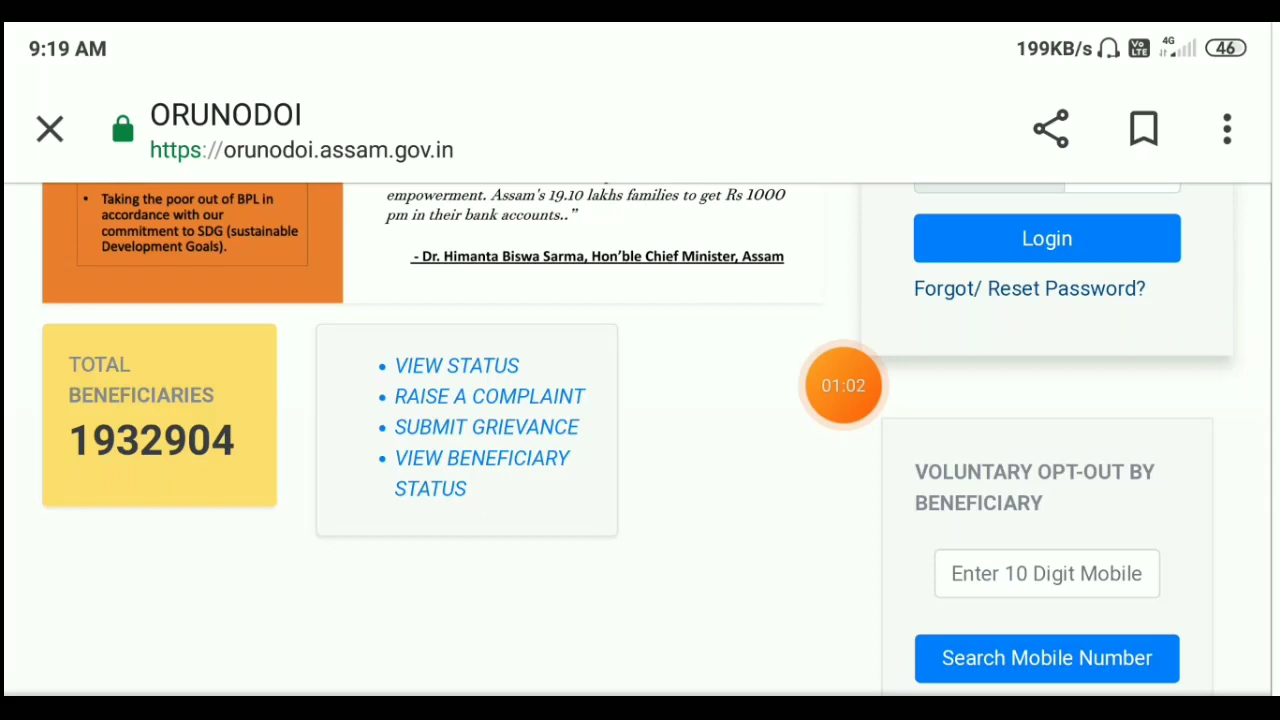 9:19 AM
199KB/s
Vo LTE
4G
46
ORUNODOI
https://orunodoi.assam.gov.in
• Taking the poor out of BPL in
accordance with our
commitment to SDG (sustainable
Development Goals).
empowerment. Assam's 19.10 lakhs families to get Rs 1000
pm in their bank accounts.."
- Dr. Himanta Biswa Sarma, Hon'ble Chief Minister, Assam
Login
Forgot/ Reset Password?
TOTAL
BENEFICIARIES
1932904
• VIEW STATUS
• RAISE A COMPLAINT
• SUBMIT GRIEVANCE
• VIEW BENEFICIARY
STATUS
01:02
VOLUNTARY OPT-OUT BY
BENEFICIARY
Enter 10 Digit Mobile
Search Mobile Number